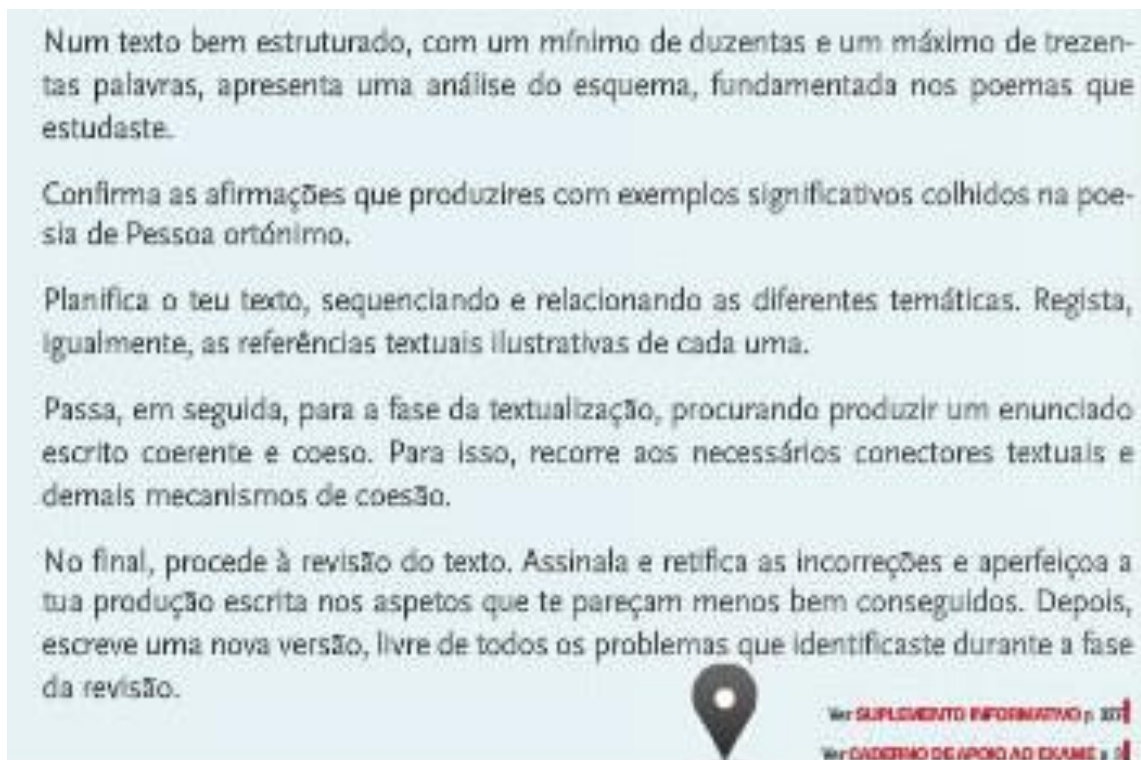 Num texto bem estruturado, com um mínimo de duzentas e um máximo de trezen-
tas palavras, apresenta uma análise do esquema, fundamentada nos poemas que
estudaste.
Confirma as afirmações que produzires com exemplos significativos colhidos na poe-
sia de Pessoa ortónimo.
Planifica o teu texto, sequenciando e relacionando as diferentes temáticas. Regista,
igualmente, as referências textuais ilustrativas de cada uma.
Passa, em seguida, para a fase da textualização, procurando produzir um enunciado
escrito coerente e coeso. Para isso, recorre aos necessários conectores textuais e
demais mecanismos de coesão.
No final, procede à revisão do texto. Assinala e retifica as incorreções e aperfeiçoa a
tua produção escrita nos aspetos que te pareçam menos bem conseguidos. Depois,
escreve uma nova versão, livre de todos os problemas que identificaste durante a fase
da revisão.
Ver SUPLEMENTO INFORMATIVO p.
Ver CADERNO DE APOIO AO EXAME p.